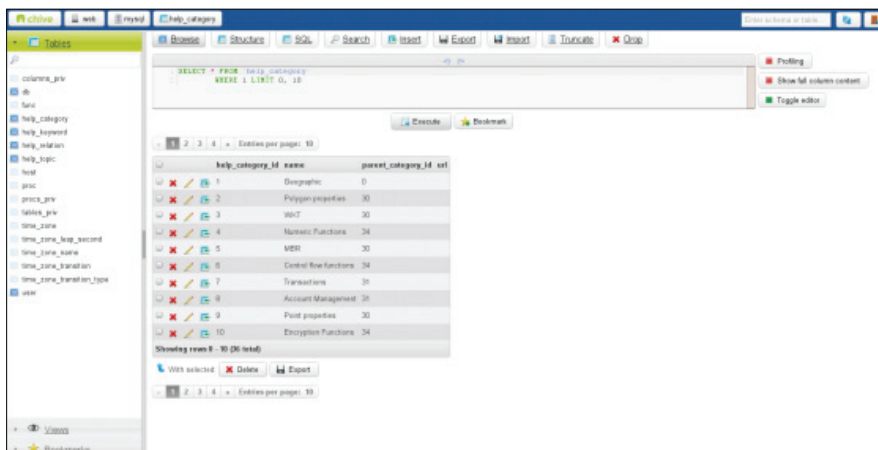 chive web mysql help_category
Enter schema or table
Tables
Browse Structure SQL Search Insert Export Import Truncate Drop
columns_priv
db
func
help_category
help_keyword
help_relation
help_topic
host
proc
procs_priv
tables_priv
time_zone
time_zone_leap_second
time_zone_name
time_zone_transition
time_zone_transition_type
user
Views
Bookmarks
SELECT * FROM `help_category`
WHERE 1 LIMIT 0, 10
Profiling
Show full column content
Toggle editor
Execute Bookmark
1 2 3 4 » Entries per page: 10
help_category_id name parent_category_id url
1 Geographic 0
2 Polygon properties 30
3 WKT 30
4 Numeric Functions 34
5 MBR 30
6 Control flow functions 34
7 Transactions 31
8 Account Management 31
9 Point properties 30
10 Encryption Functions 34
Showing rows 0 - 10 (36 total)
With selected Delete Export
1 2 3 4 » Entries per page: 10